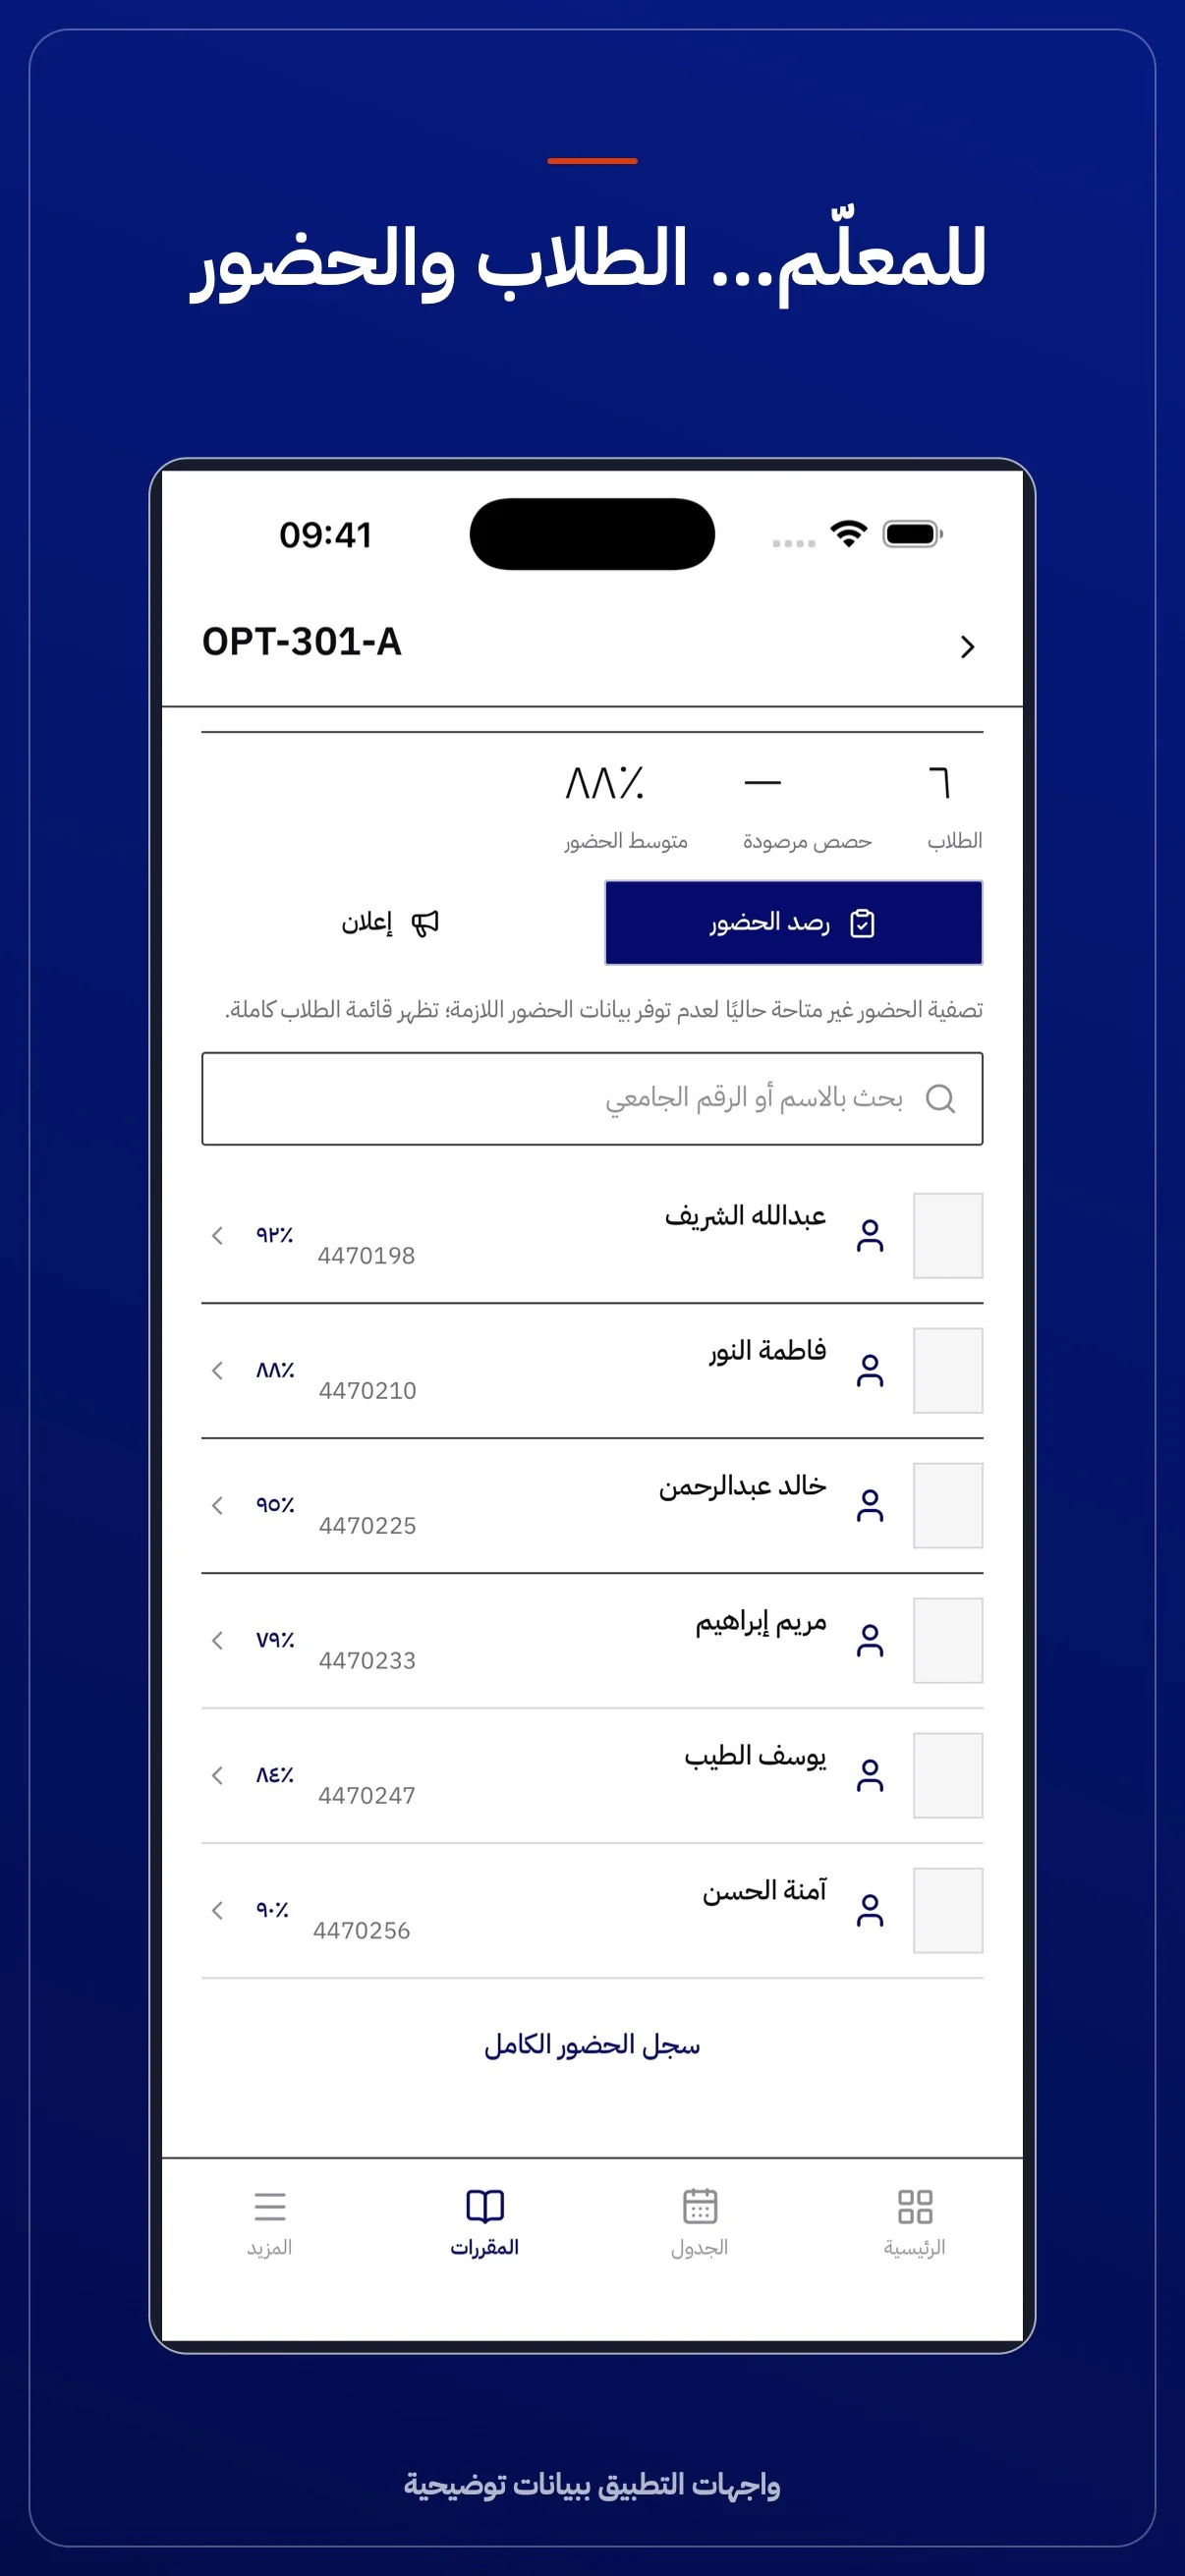 للمعلّم... الطلاب والحضور
09:41
OPT-301-A
٦ — ٨٨٪
الطلاب حصص مرصودة متوسط الحضور
رصد الحضور إعلان
تصفية الحضور غير متاحة حاليًا لعدم توفر بيانات الحضور اللازمة؛ تظهر قائمة الطلاب كاملة.
بحث بالاسم أو الرقم الجامعي
عبدالله الشريف
4470198 ٩٢٪
فاطمة النور
4470210 ٨٨٪
خالد عبدالرحمن
4470225 ٩٥٪
مريم إبراهيم
4470233 ٧٩٪
يوسف الطيب
4470247 ٨٤٪
آمنة الحسن
4470256 ٩٠٪
سجل الحضور الكامل
الرئيسية الجدول المقررات المزيد
واجهات التطبيق ببيانات توضيحية